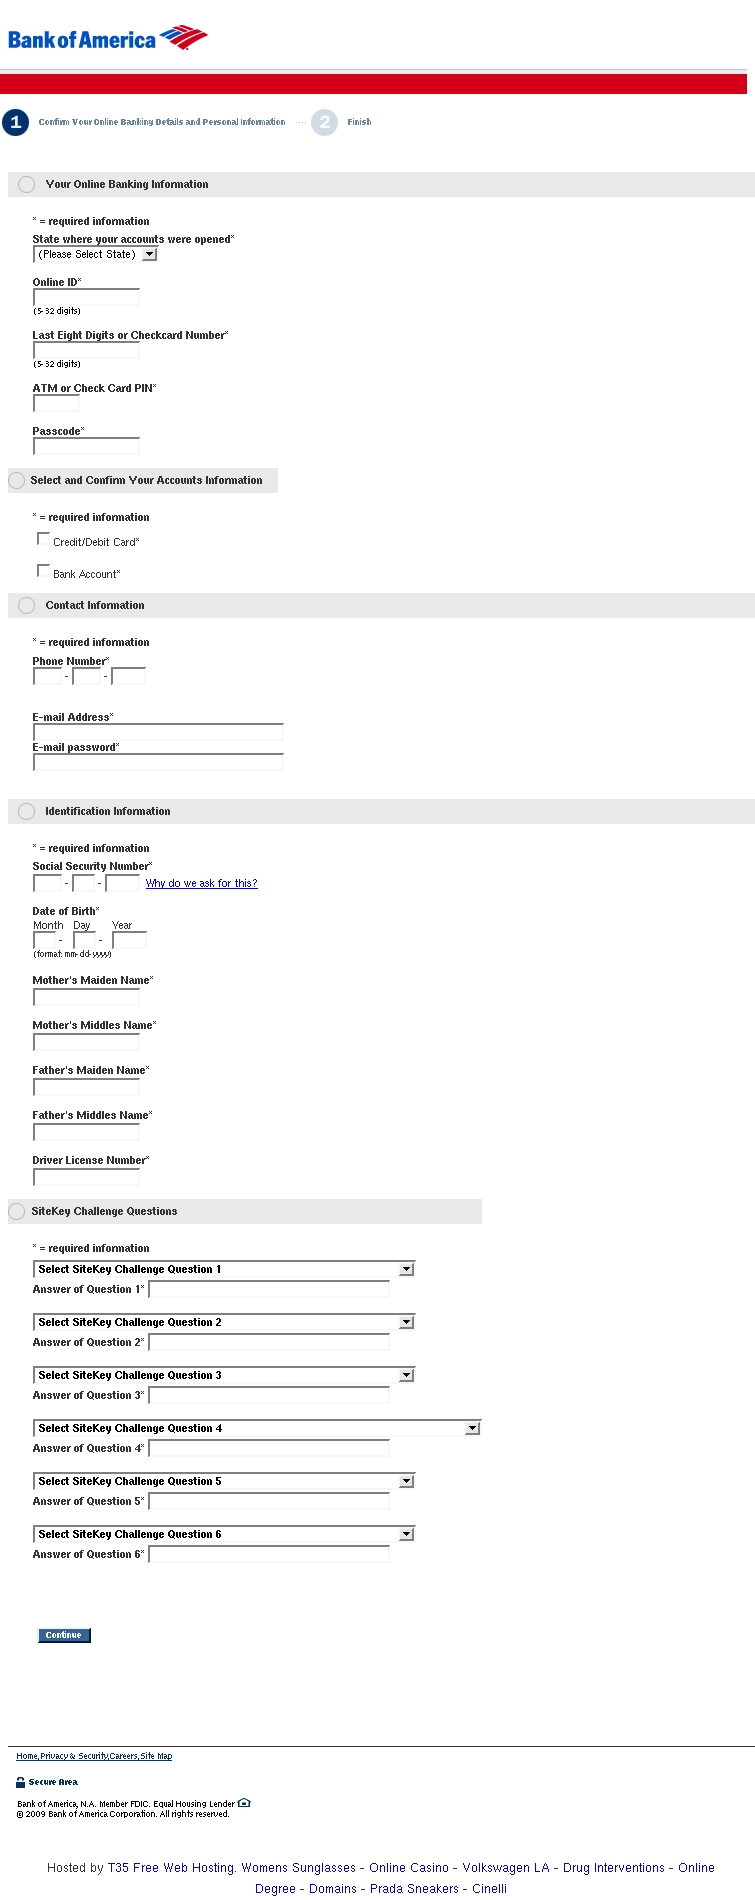 Bank of America
1 Confirm Your Online Banking Details and Personal Information ···· 2 Finish
Your Online Banking Information
* = required information
State where your accounts were opened*
(Please Select State)
Online ID*
(5-32 digits)
Last Eight Digits or Checkcard Number*
(5-32 digits)
ATM or Check Card PIN*
Passcode*
Select and Confirm Your Accounts Information
* = required information
Credit/Debit Card*
Bank Account*
Contact Information
* = required information
Phone Number*
- -
E-mail Address*
E-mail password*
Identification Information
* = required information
Social Security Number*
- - Why do we ask for this?
Date of Birth*
Month Day Year
- -
(format: mm-dd-yyyy)
Mother's Maiden Name*
Mother's Middles Name*
Father's Maiden Name*
Father's Middles Name*
Driver License Number*
SiteKey Challenge Questions
* = required information
Select SiteKey Challenge Question 1
Answer of Question 1*
Select SiteKey Challenge Question 2
Answer of Question 2*
Select SiteKey Challenge Question 3
Answer of Question 3*
Select SiteKey Challenge Question 4
Answer of Question 4*
Select SiteKey Challenge Question 5
Answer of Question 5*
Select SiteKey Challenge Question 6
Answer of Question 6*
Continue
Home,Privacy & Security,Careers,Site Map
Secure Area
Bank of America, N.A. Member FDIC. Equal Housing Lender
© 2009 Bank of America Corporation. All rights reserved.
Hosted by T35 Free Web Hosting. Womens Sunglasses - Online Casino - Volkswagen LA - Drug Interventions - Online
Degree - Domains - Prada Sneakers - Cinelli